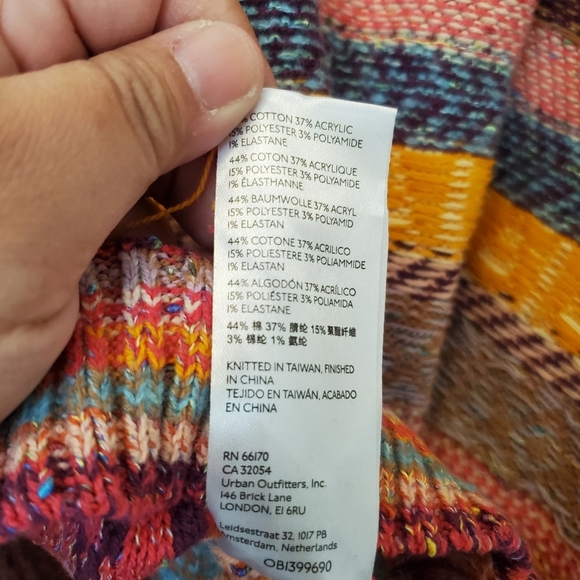 COTTON 37% ACRYLIC
15% POLYESTER 3% POLYAMIDE
1% ELASTANE
44% COTON 37% ACRYLIQUE
15% POLYESTER 3% POLYAMIDE
1% ÉLASTHANNE
44% BAUMWOLLE 37% ACRYL
15% POLYESTER 3% POLYAMID
1% ELASTAN
44% COTONE 37% ACRILICO
15% POLIESTERE 3% POLIAMMIDE
1% ELASTAN
44% ALGODÓN 37% ACRÍLICO
15% POLIÉSTER 3% POLIAMIDA
1% ELASTANE
44% 棉 37% 腈纶 15% 聚酯纤维
3% 锦纶 1% 氨纶
KNITTED IN TAIWAN, FINISHED
IN CHINA
TEJIDO EN TAIWÁN, ACABADO
EN CHINA
RN 66170
CA 32054
Urban Outfitters, Inc.
146 Brick Lane
LONDON, E1 6RU
Leidsestraat 32, 1017 PB
Amsterdam, Netherlands
OB1399690